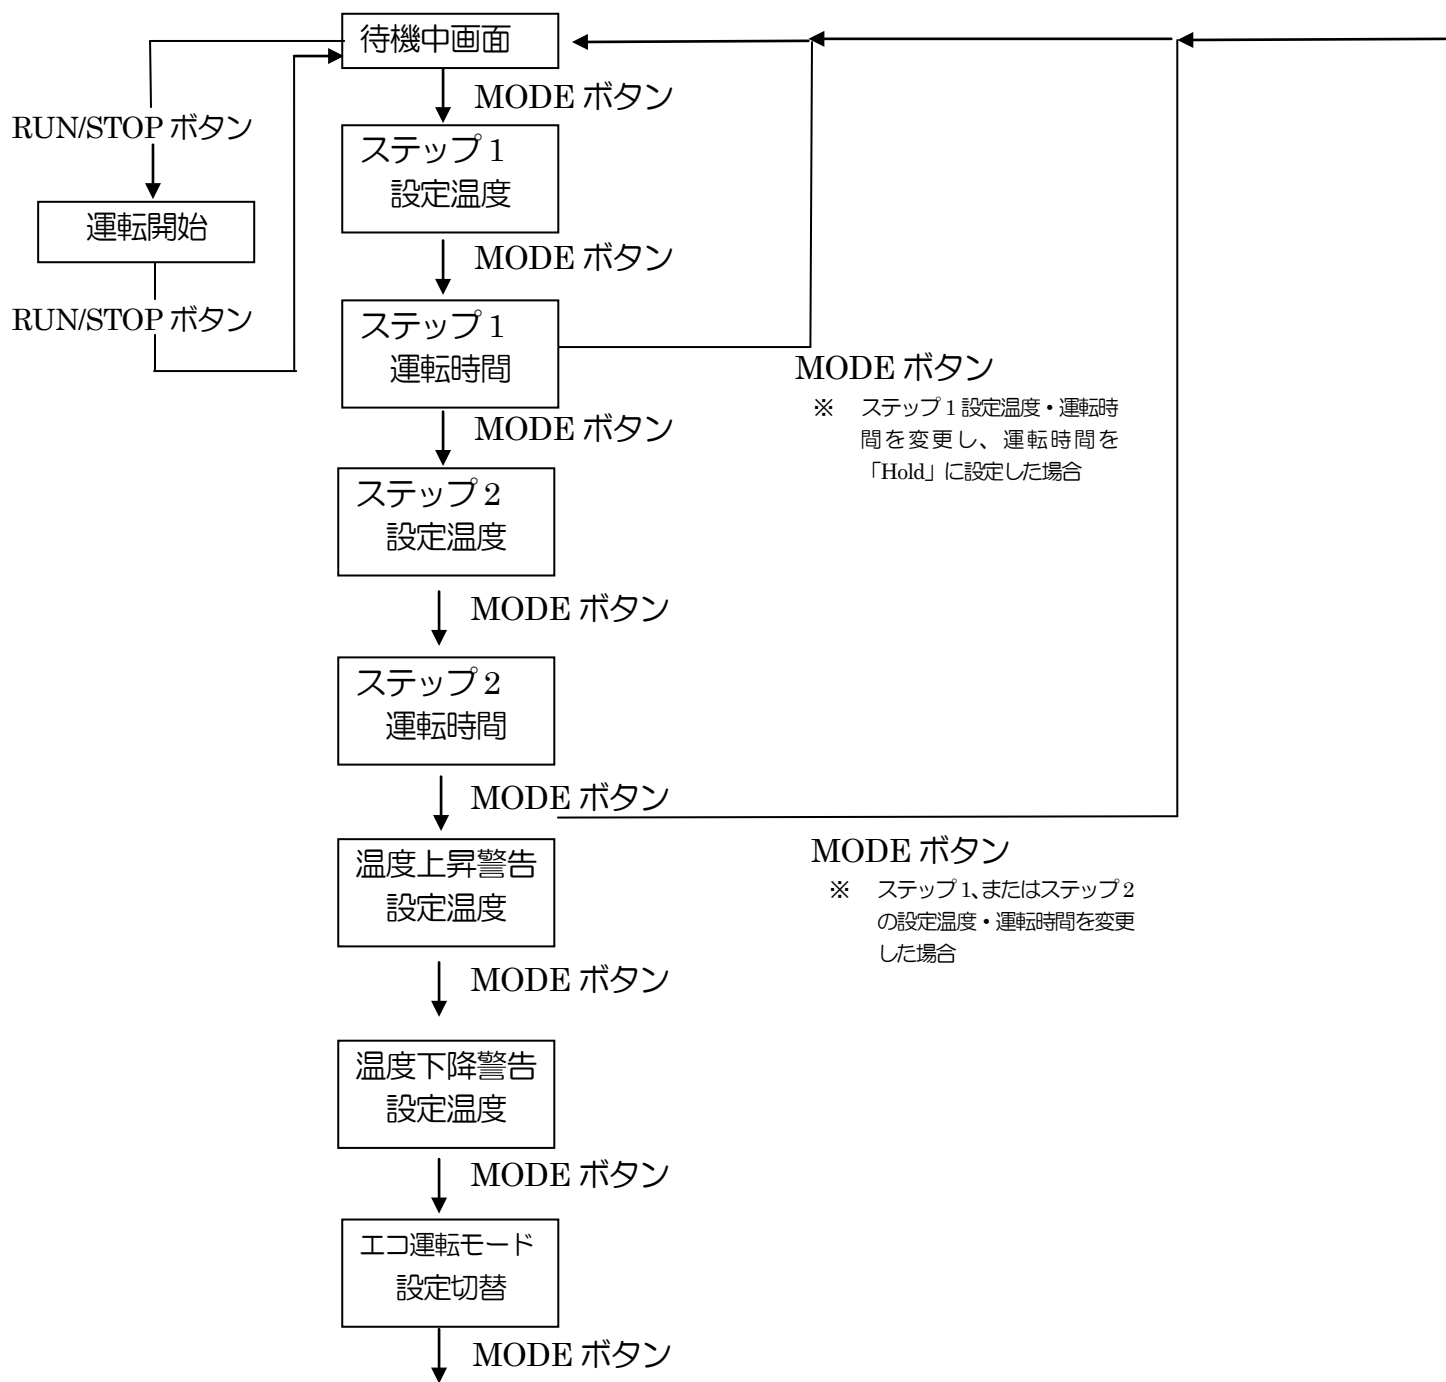 待機中画面
MODE ボタン
RUN/STOP ボタン
ステップ 1
設定温度
運転開始
MODE ボタン
RUN/STOP ボタン
ステップ 1
運転時間
MODE ボタン
※ ステップ 1 設定温度・運転時
間を変更し、運転時間を
「Hold」に設定した場合
MODE ボタン
ステップ 2
設定温度
MODE ボタン
ステップ 2
運転時間
MODE ボタン
温度上昇警告
設定温度
MODE ボタン
※ ステップ 1、またはステップ 2
の設定温度・運転時間を変更
した場合
MODE ボタン
温度下降警告
設定温度
MODE ボタン
エコ運転モード
設定切替
MODE ボタン